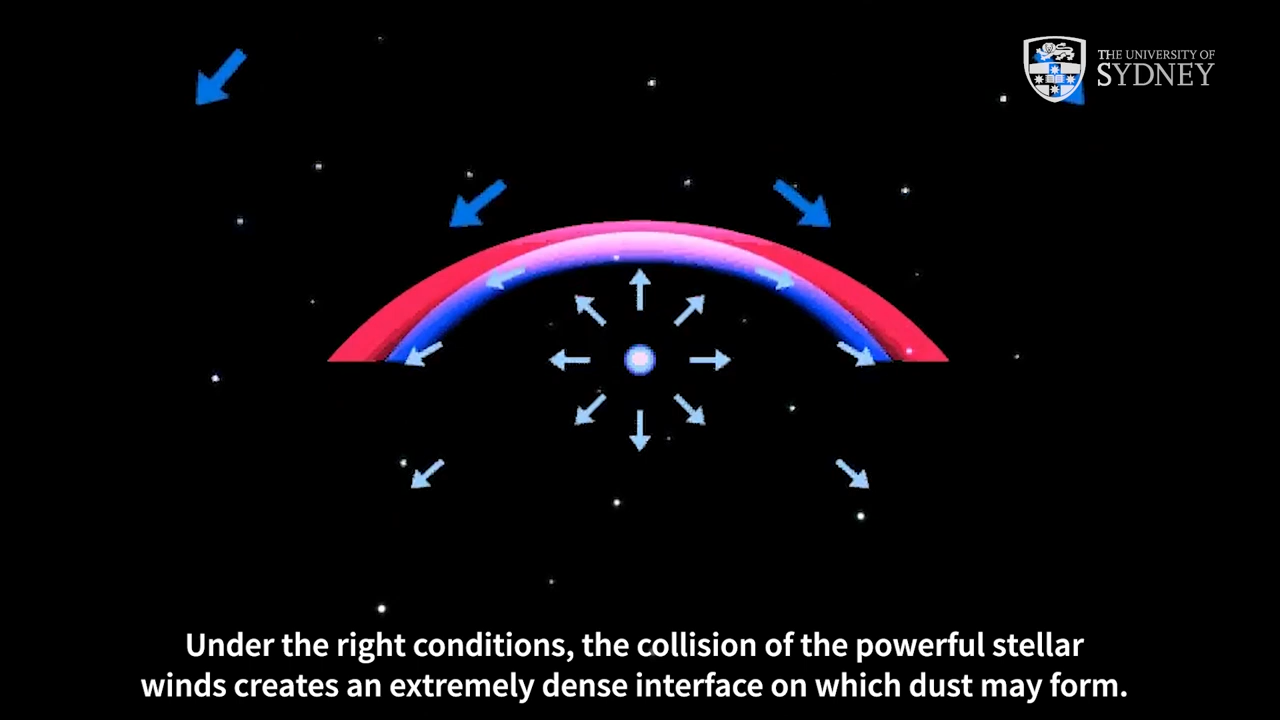 THE UNIVERSITY OF
SYDNEY
Under the right conditions, the collision of the powerful stellar
winds creates an extremely dense interface on which dust may form.